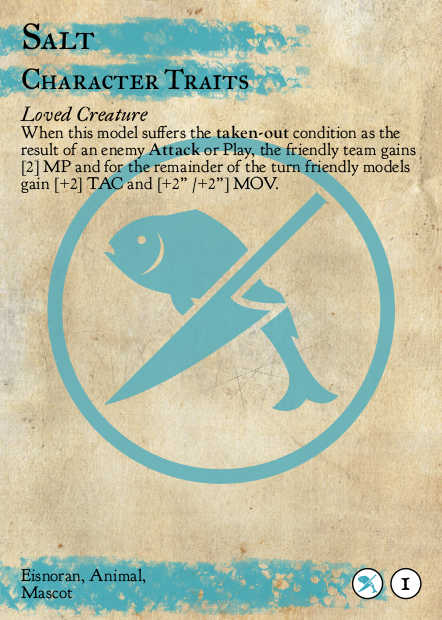 Salt
Character Traits
Loved Creature
When this model suffers the taken-out condition as the
result of an enemy Attack or Play, the friendly team gains
[2] MP and for the remainder of the turn friendly models
gain [+2] TAC and [+2" /+2"] MOV.
Eisnoran, Animal,
Mascot
1